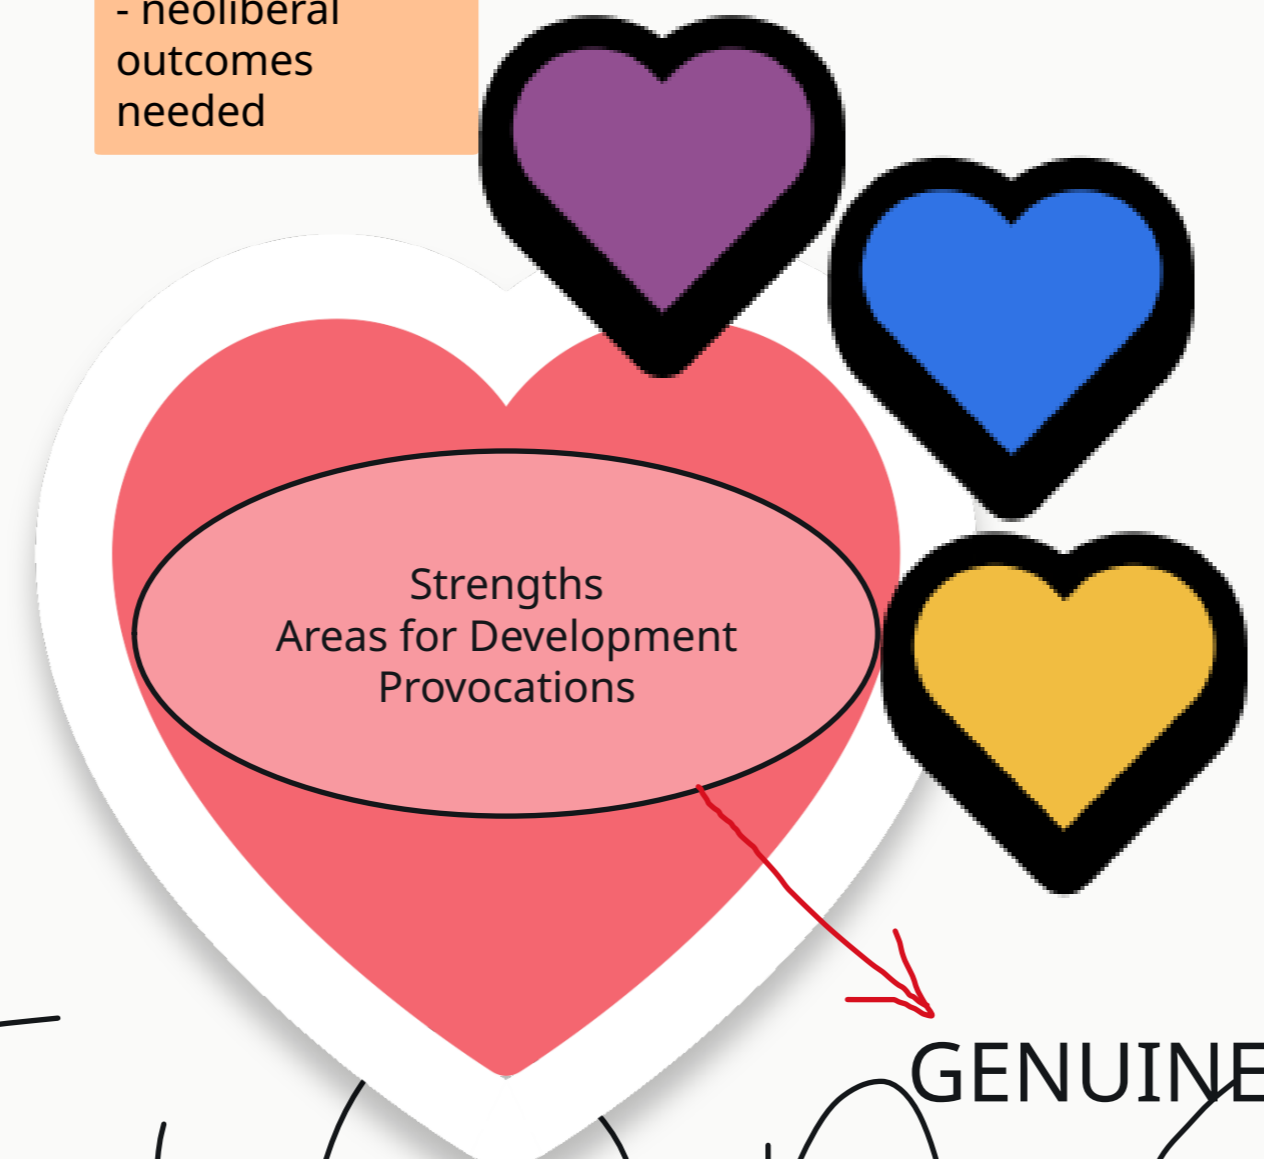 - neoliberal
outcomes
needed
Strengths
Areas for Development
Provocations
GENUINE